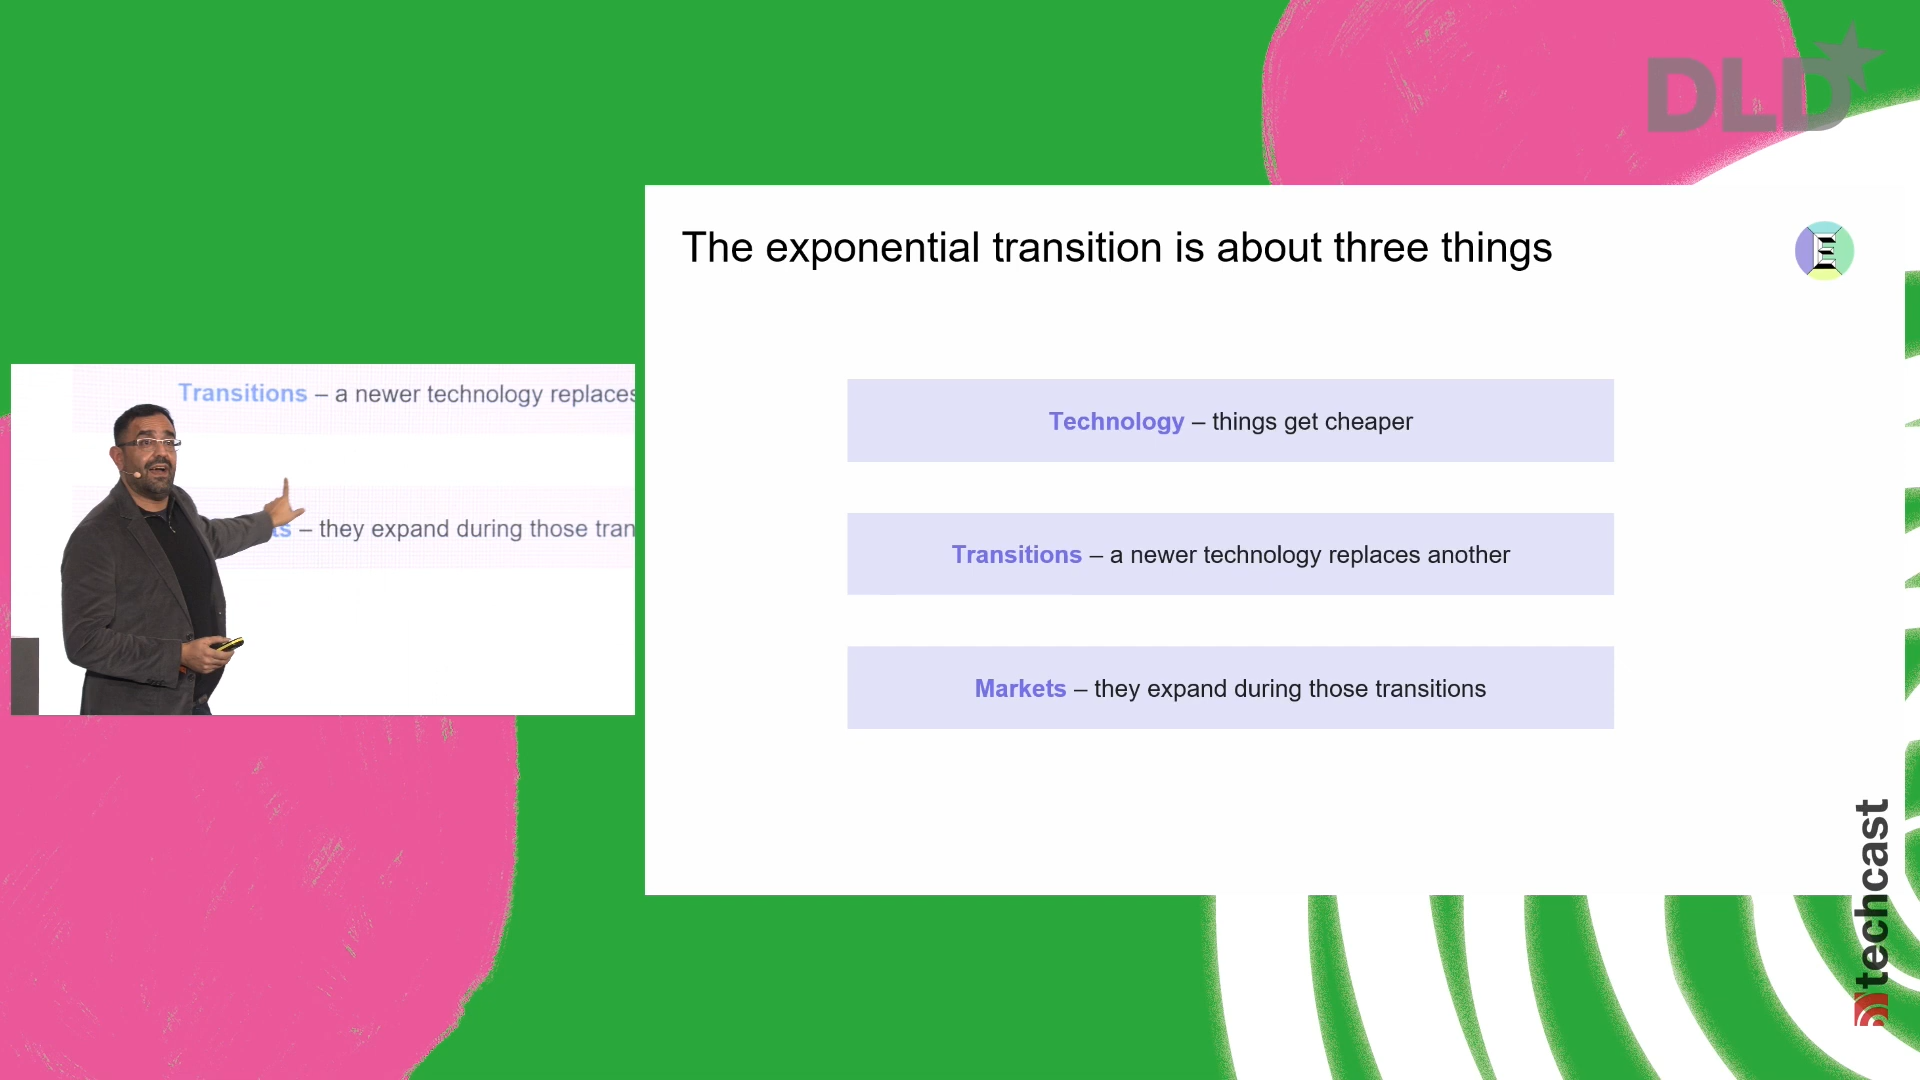 DLD
The exponential transition is about three things
E
Technology – things get cheaper
Transitions – a newer technology replaces another
Markets – they expand during those transitions
Transitions – a newer technology replaces
ts – they expand during those tran
techcast